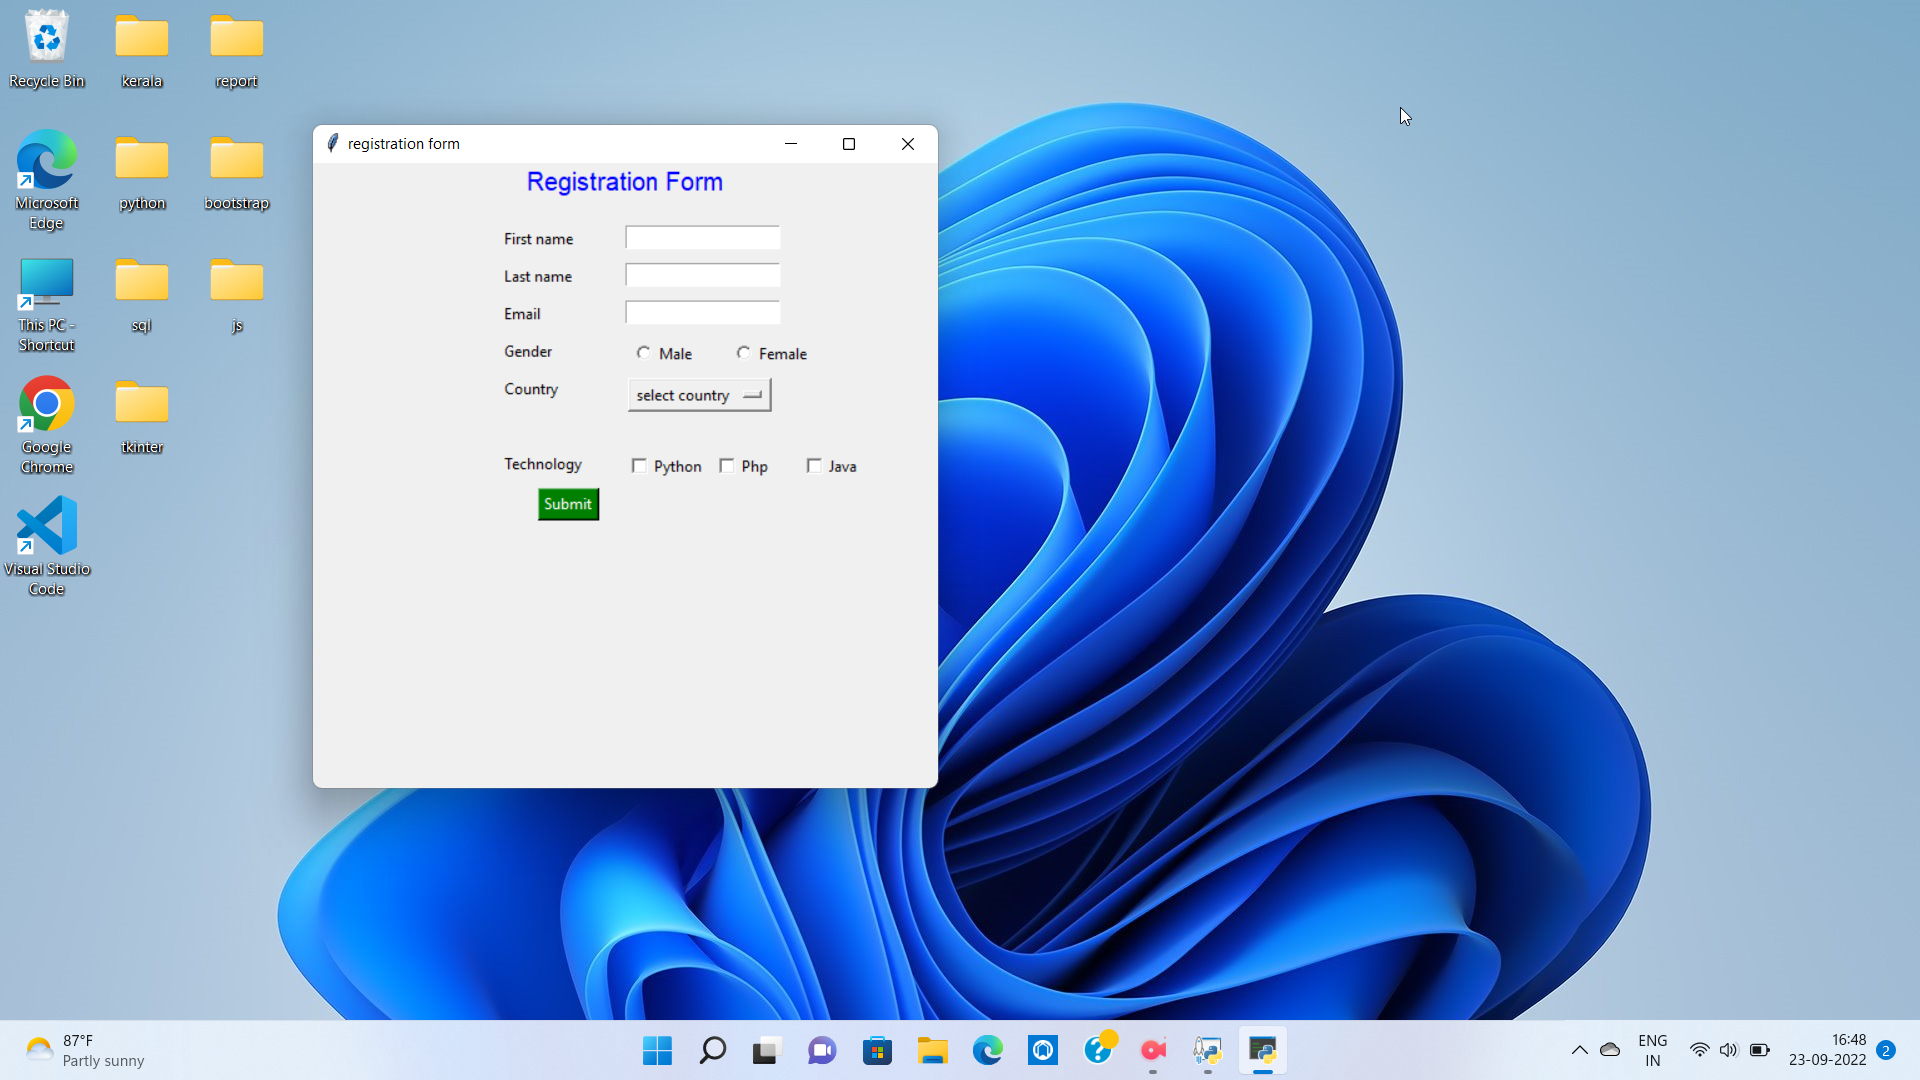 Recycle Bin
kerala
report
Microsoft
Edge
python
bootstrap
This PC -
Shortcut
sql
js
Google
Chrome
tkinter
Visual Studio
Code
registration form
Registration Form
First name
Last name
Email
Gender
Male
Female
Country
select country
Technology
Python
Php
Java
Submit
87°F
Partly sunny
ENG
IN
16:48
23-09-2022
2